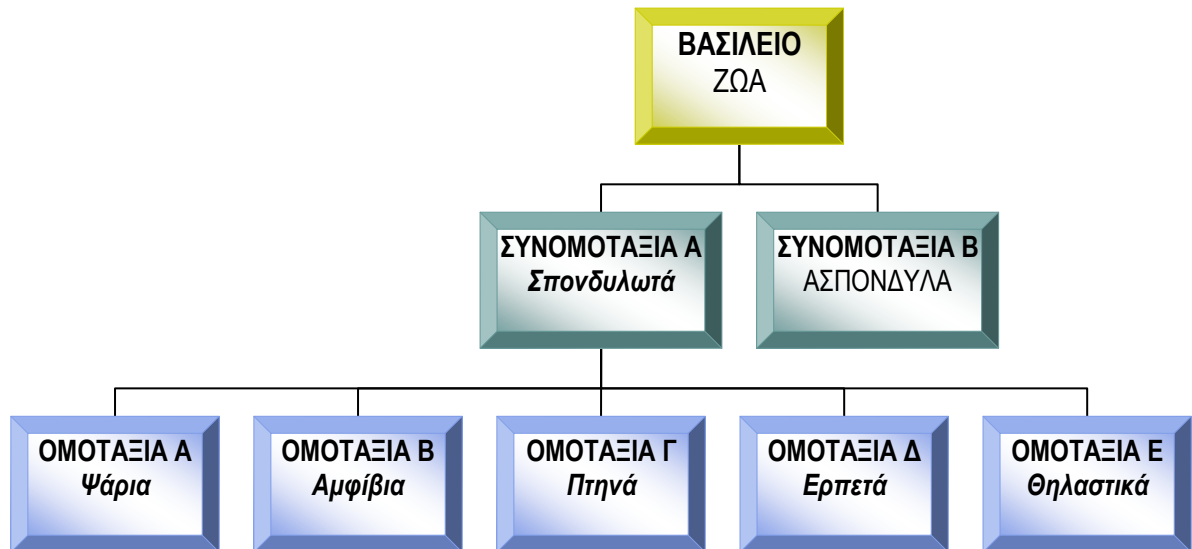 ΒΑΣΙΛΕΙΟ
ΖΩΑ
ΣΥΝΟΜΟΤΑΞΙΑ Α
Σπονδυλωτά
ΣΥΝΟΜΟΤΑΞΙΑ Β
ΑΣΠΟΝΔΥΛΑ
ΟΜΟΤΑΞΙΑ Α
Ψάρια
ΟΜΟΤΑΞΙΑ Β
Αμφίβια
ΟΜΟΤΑΞΙΑ Γ
Πτηνά
ΟΜΟΤΑΞΙΑ Δ
Ερπετά
ΟΜΟΤΑΞΙΑ Ε
Θηλαστικά